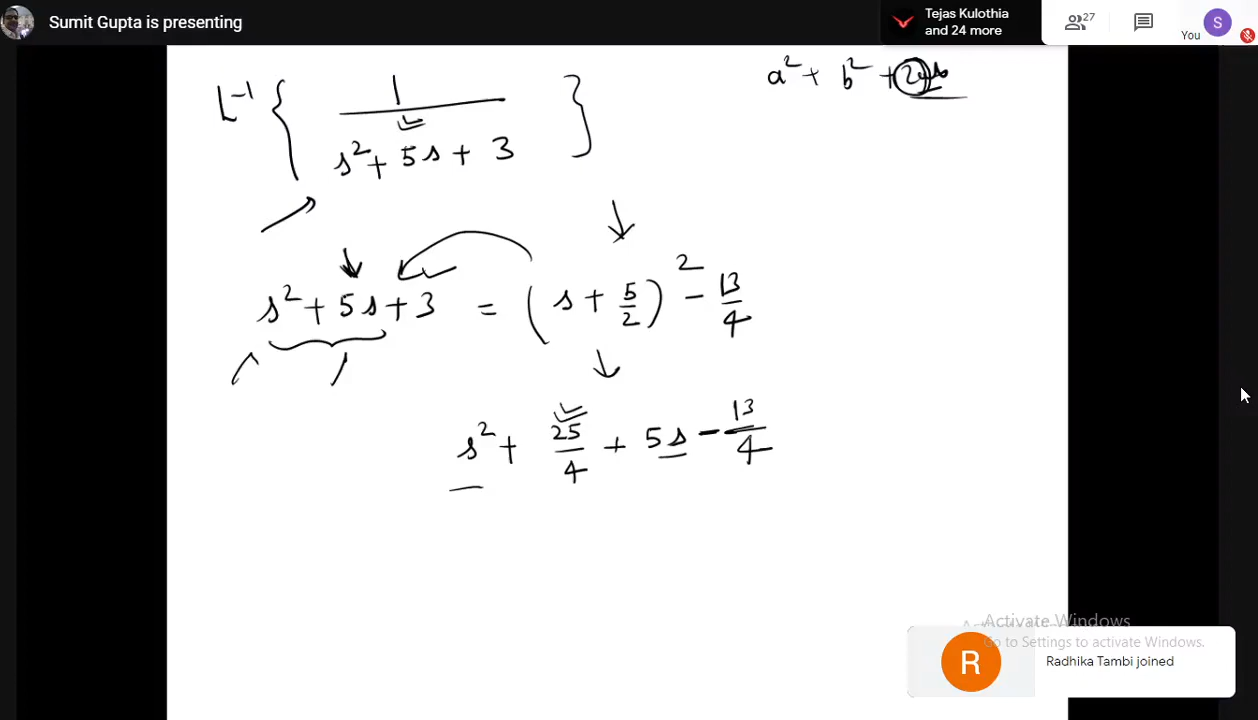 Sumit Gupta is presenting
Tejas Kulothia
and 24 more
27
You
S
a² + b² +
L⁻¹ { 1 / (s² + 5s + 3) }
s² + 5s + 3 = (s + 5/2)² - 13/4
s² + 25/4 + 5s - 13/4
Activate Windows
Go to Settings to activate Windows.
R
Radhika Tambi joined